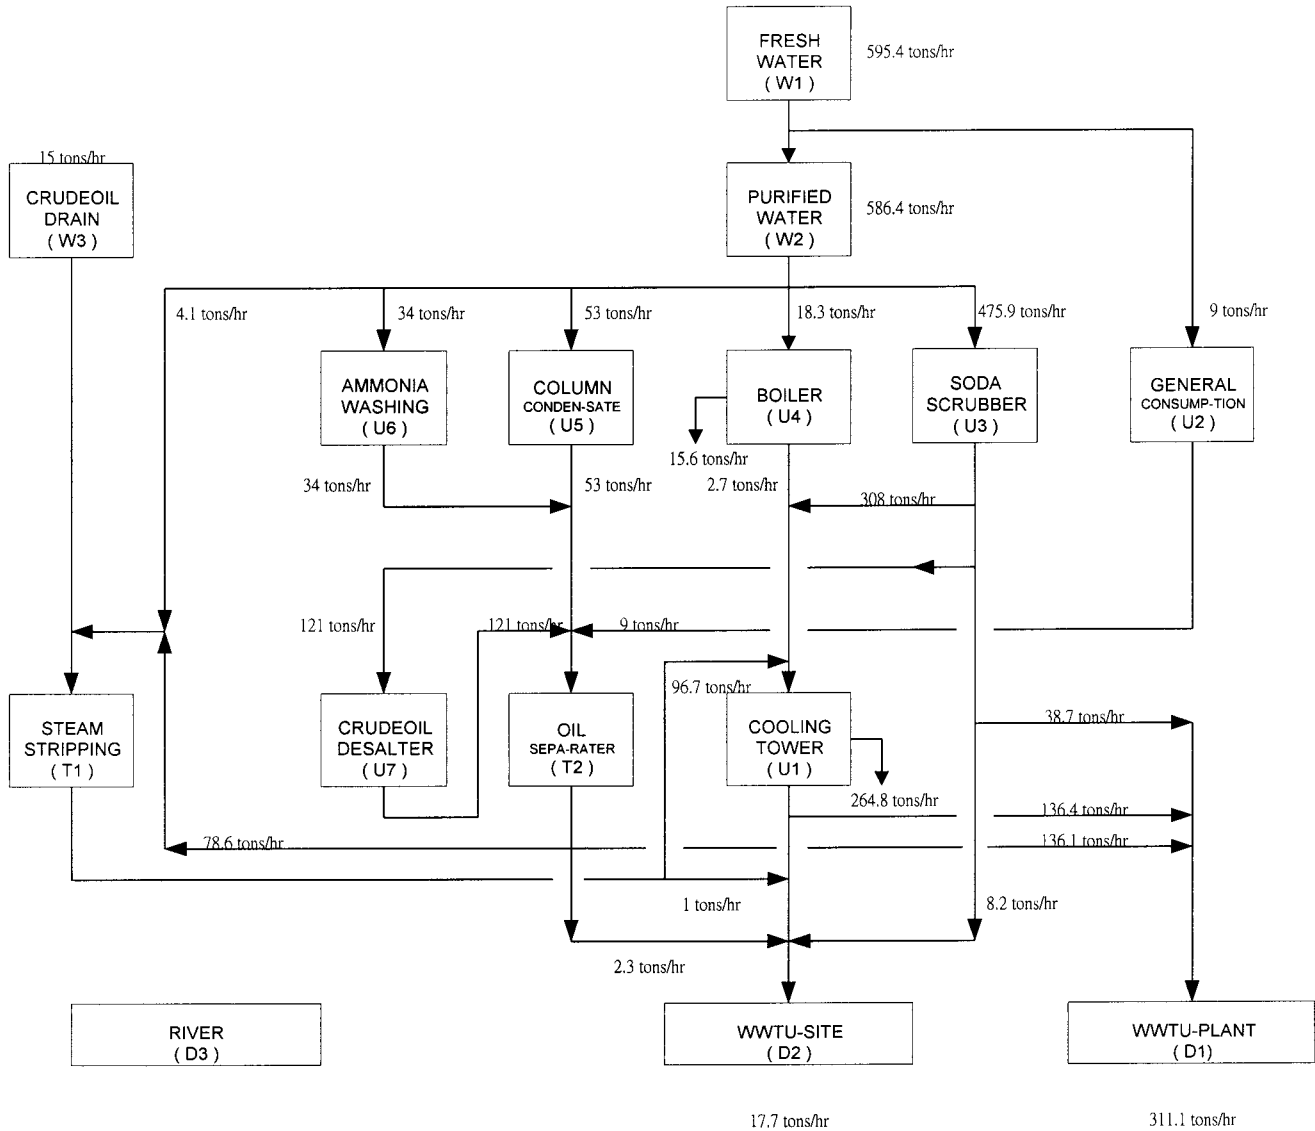 FRESH
WATER
( W1 )
595.4 tons/hr
15 tons/hr
CRUDEOIL
DRAIN
( W3 )
PURIFIED
WATER
( W2 )
586.4 tons/hr
4.1 tons/hr
34 tons/hr
53 tons/hr
18.3 tons/hr
475.9 tons/hr
9 tons/hr
AMMONIA
WASHING
( U6 )
COLUMN
CONDEN-SATE
( U5 )
BOILER
( U4 )
SODA
SCRUBBER
( U3 )
GENERAL
CONSUMP-TION
( U2 )
15.6 tons/hr
34 tons/hr
53 tons/hr
2.7 tons/hr
308 tons/hr
121 tons/hr
121 tons/hr
9 tons/hr
96.7 tons/hr
STEAM
STRIPPING
( T1 )
CRUDEOIL
DESALTER
( U7 )
OIL
SEPA-RATER
( T2 )
COOLING
TOWER
( U1 )
38.7 tons/hr
264.8 tons/hr
136.4 tons/hr
78.6 tons/hr
136.1 tons/hr
1 tons/hr
8.2 tons/hr
2.3 tons/hr
RIVER
( D3 )
WWTU-SITE
( D2 )
WWTU-PLANT
( D1)
17.7 tons/hr
311.1 tons/hr